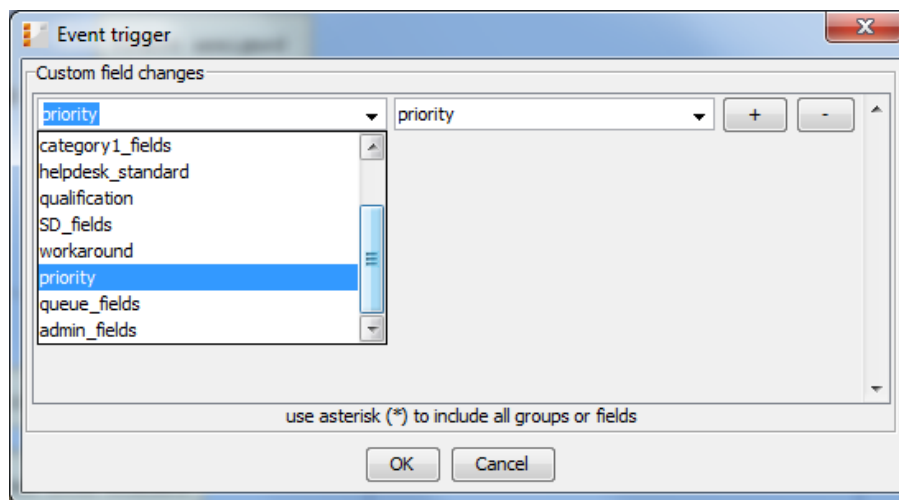 Event trigger
Custom field changes
priority priority + -
category1_fields
helpdesk_standard
qualification
SD_fields
workaround
priority
queue_fields
admin_fields
use asterisk (*) to include all groups or fields
OK Cancel